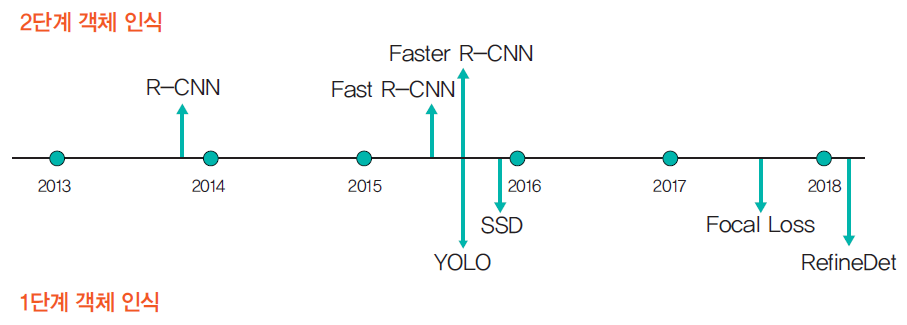 2단계 객체 인식
Faster R-CNN
R-CNN
Fast R-CNN
2013
2014
2015
2016
2017
2018
SSD
Focal Loss
YOLO
RefineDet
1단계 객체 인식